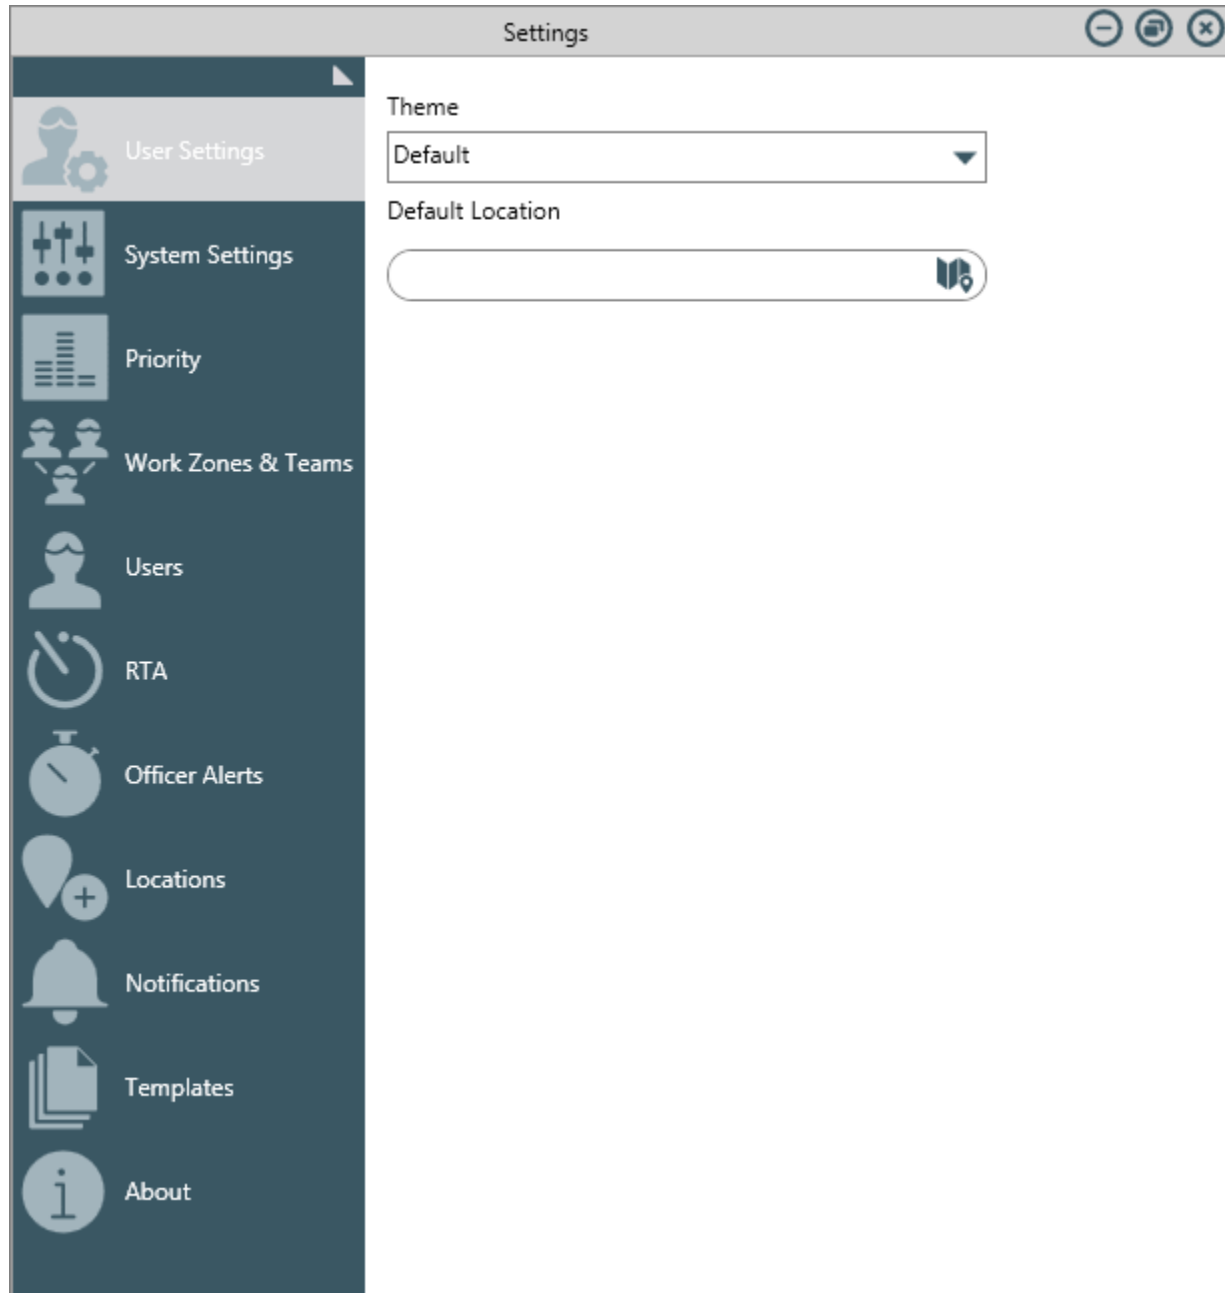 Settings
User Settings
System Settings
Priority
Work Zones & Teams
Users
RTA
Officer Alerts
Locations
Notifications
Templates
About
Theme
Default
Default Location